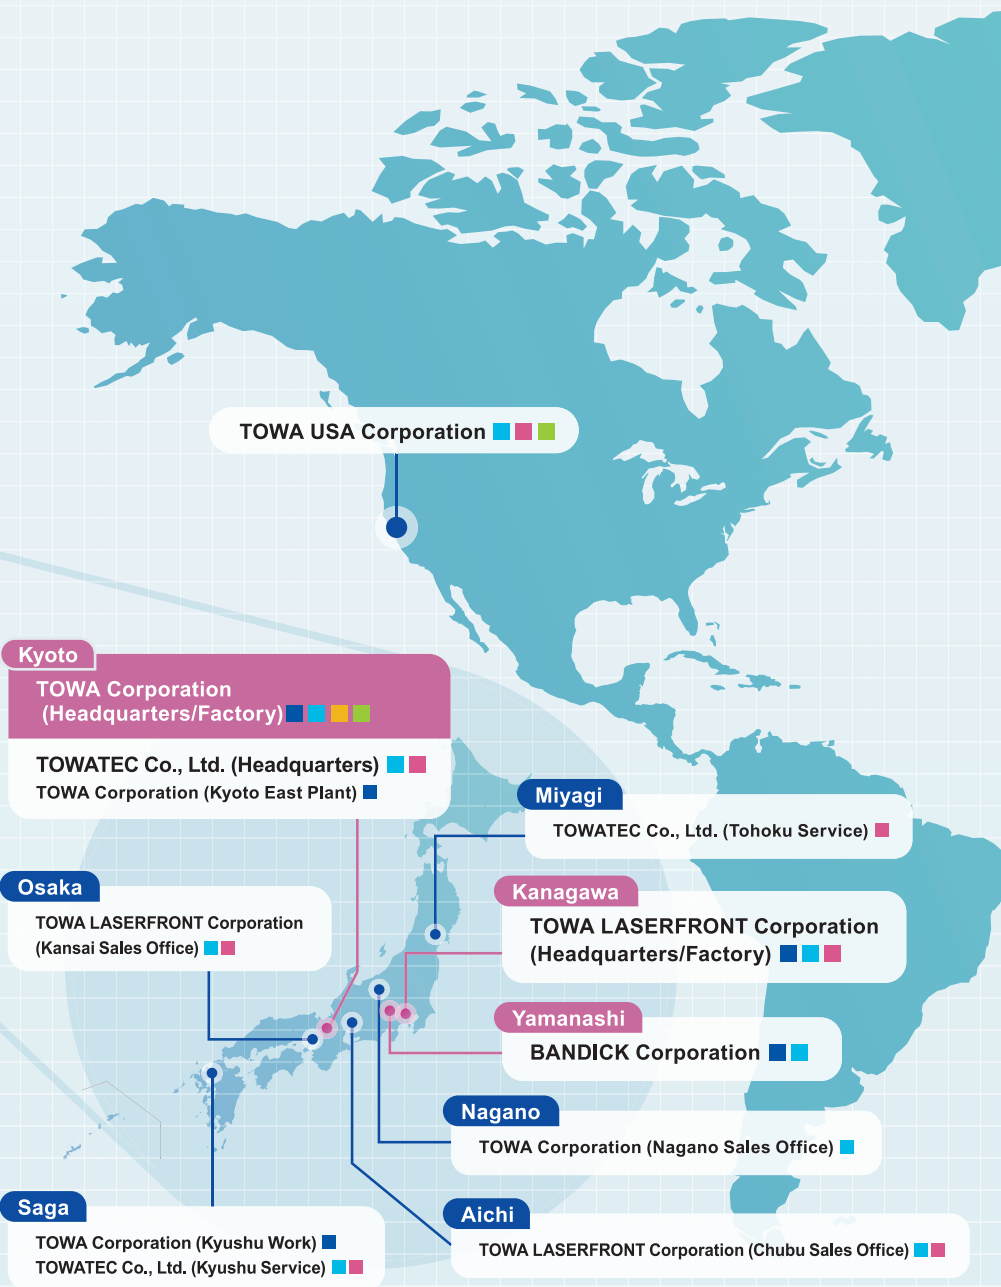 TOWA USA Corporation
Kyoto
TOWA Corporation
(Headquarters/Factory)
TOWATEC Co., Ltd. (Headquarters)
TOWA Corporation (Kyoto East Plant)
Miyagi
TOWATEC Co., Ltd. (Tohoku Service)
Osaka
TOWA LASERFRONT Corporation
(Kansai Sales Office)
Kanagawa
TOWA LASERFRONT Corporation
(Headquarters/Factory)
Yamanashi
BANDICK Corporation
Nagano
TOWA Corporation (Nagano Sales Office)
Saga
TOWA Corporation (Kyushu Work)
TOWATEC Co., Ltd. (Kyushu Service)
Aichi
TOWA LASERFRONT Corporation (Chubu Sales Office)